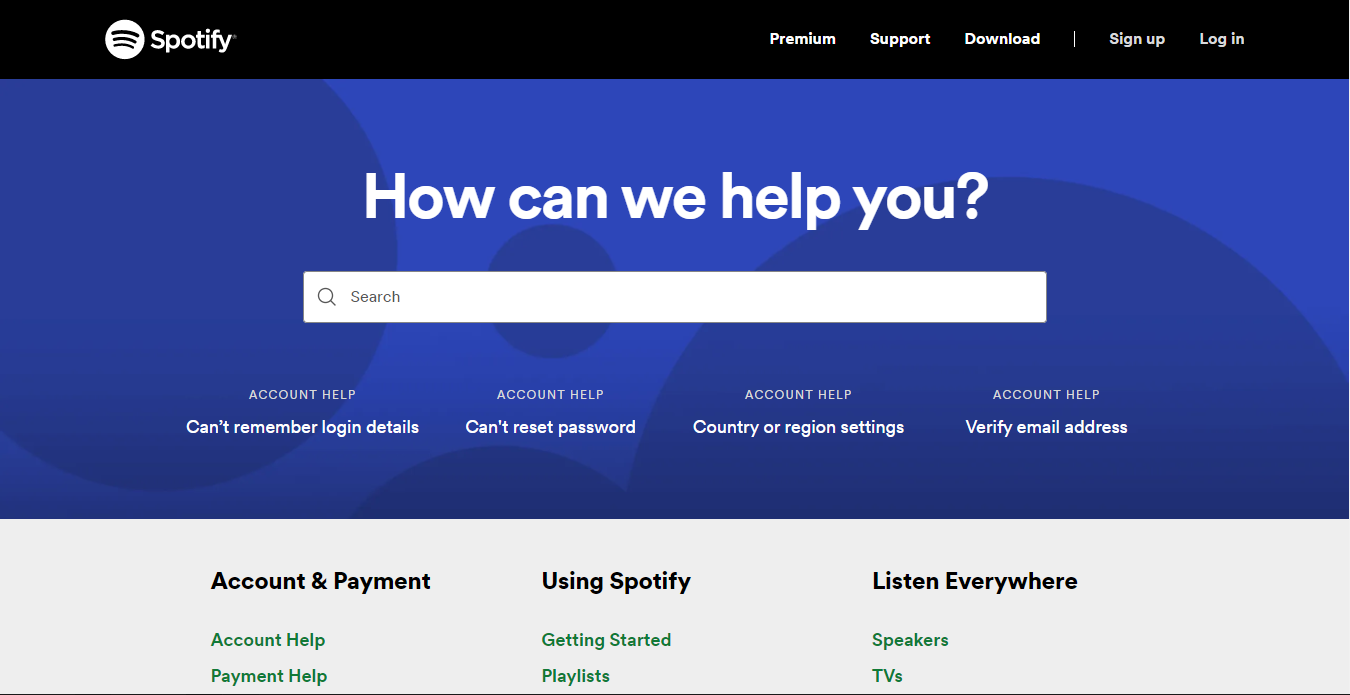 Spotify
Premium Support Download | Sign up Log in
How can we help you?
Search
ACCOUNT HELP ACCOUNT HELP ACCOUNT HELP ACCOUNT HELP
Can’t remember login details Can't reset password Country or region settings Verify email address
Account & Payment Using Spotify Listen Everywhere
Account Help Getting Started Speakers
Payment Help Playlists TVs